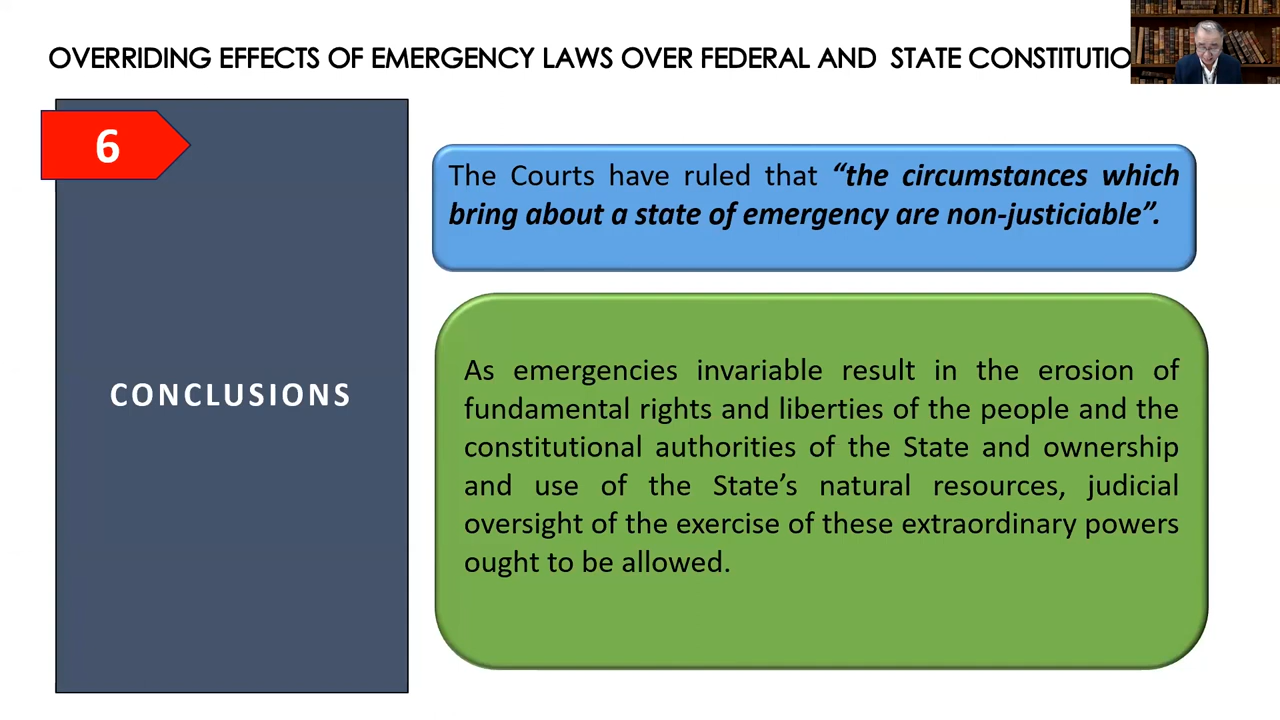 OVERRIDING EFFECTS OF EMERGENCY LAWS OVER FEDERAL AND STATE CONSTITUTIO
6
CONCLUSIONS
The Courts have ruled that “the circumstances which
bring about a state of emergency are non-justiciable”.
As emergencies invariable result in the erosion of
fundamental rights and liberties of the people and the
constitutional authorities of the State and ownership
and use of the State’s natural resources, judicial
oversight of the exercise of these extraordinary powers
ought to be allowed.